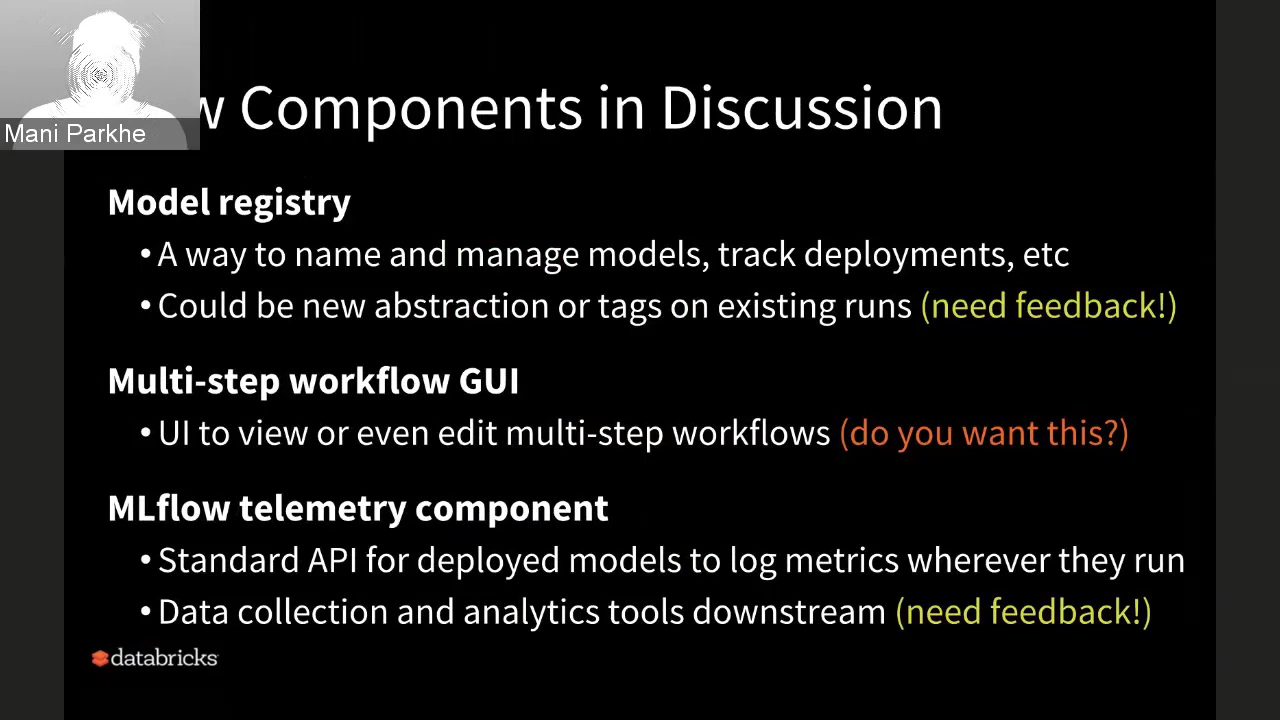 Components in Discussion
Mani Parkhe
Model registry
• A way to name and manage models, track deployments, etc
• Could be new abstraction or tags on existing runs (need feedback!)
Multi-step workflow GUI
• UI to view or even edit multi-step workflows (do you want this?)
MLflow telemetry component
• Standard API for deployed models to log metrics wherever they run
• Data collection and analytics tools downstream (need feedback!)
databricks